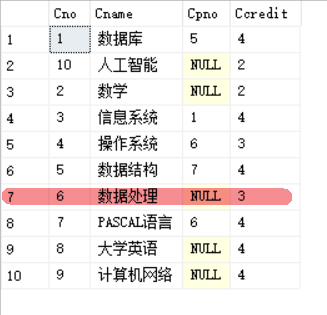 Cno Cname Cpno Ccredit
1 1 数据库 5 4
2 10 人工智能 NULL 2
3 2 数学 NULL 2
4 3 信息系统 1 4
5 4 操作系统 6 3
6 5 数据结构 7 4
7 6 数据处理 NULL 3
8 7 PASCAL语言 6 4
9 8 大学英语 NULL 4
10 9 计算机网络 NULL 4